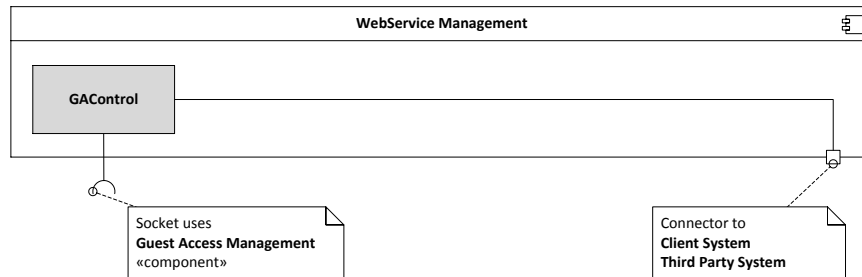 WebService Management
GAControl
Socket uses
Guest Access Management
«component»
Connector to
Client System
Third Party System